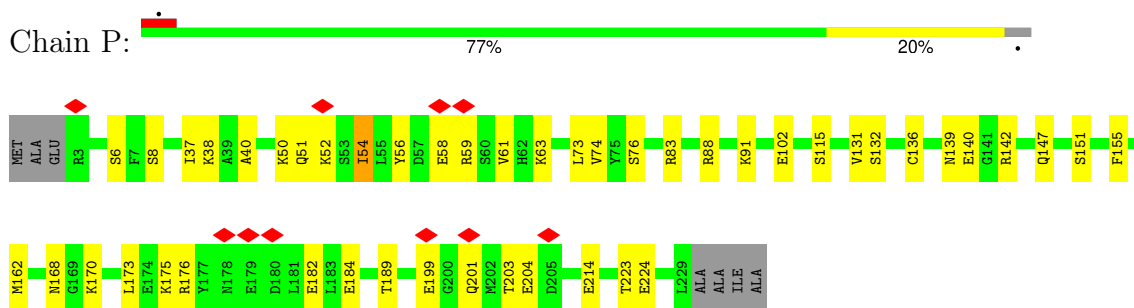 Chain P:
77%
20%
MET ALA GLU R3 S6 F7 S8 I37 K38 A39 A40 K50 Q51 K52 S53 I54 L55 Y56 D57 E58 R59 S60 V61 H62 K63 L73 V74 Y75 S76 R83 R88 K91 E102 S115 V131 S132 C136 N139 E140 G141 R142 Q147 S151 F155
M162 N168 G169 K170 L173 E174 K175 R176 Y177 N178 E179 D180 L181 E182 L183 E184 T189 E199 G200 Q201 M202 T203 E204 D205 E214 T223 E224 L229 ALA ALA ILE ALA